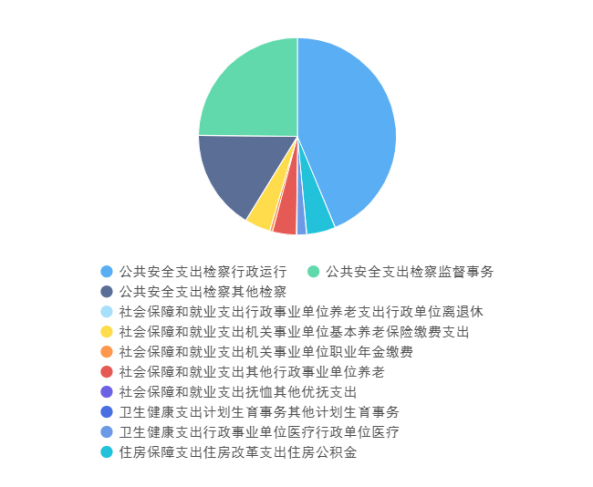 公共安全支出检察行政运行 公共安全支出检察监督事务
公共安全支出检察其他检察
社会保障和就业支出行政事业单位养老支出行政单位离退休
社会保障和就业支出机关事业单位基本养老保险缴费支出
社会保障和就业支出机关事业单位职业年金缴费
社会保障和就业支出其他行政事业单位养老
社会保障和就业支出抚恤其他优抚支出
卫生健康支出计划生育事务其他计划生育事务
卫生健康支出行政事业单位医疗行政单位医疗
住房保障支出住房改革支出住房公积金